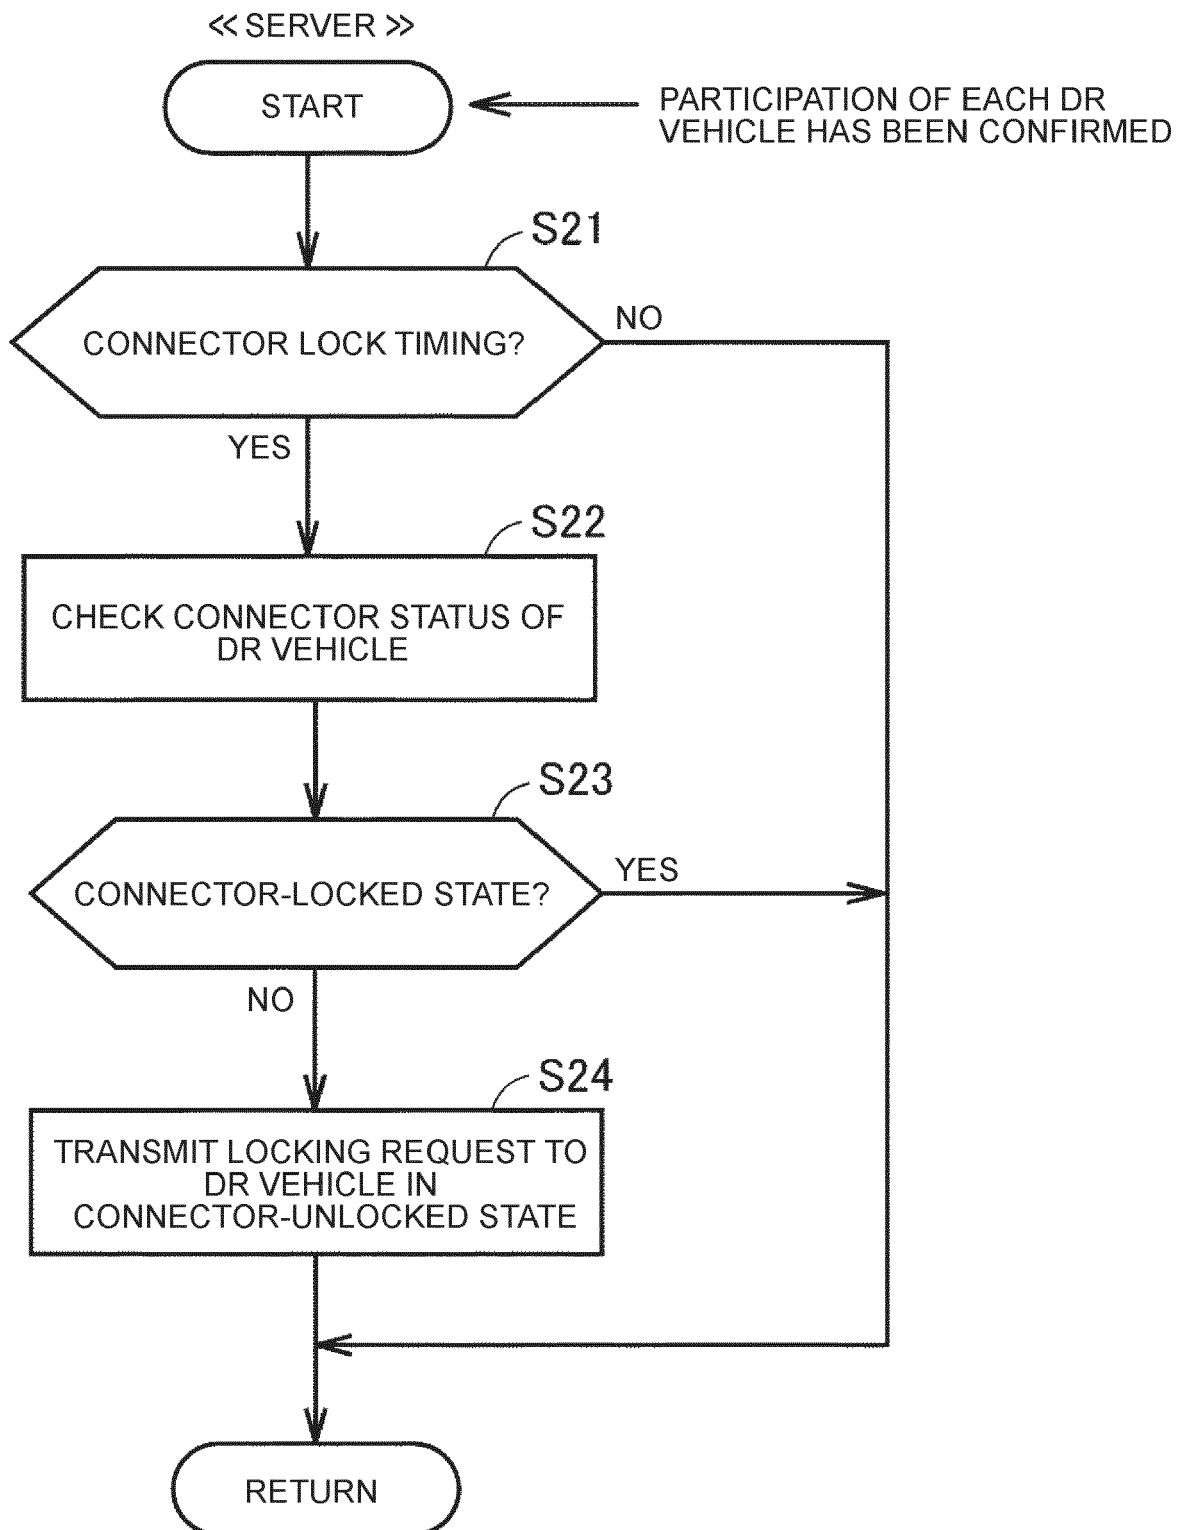 ≪ SERVER ≫
START
PARTICIPATION OF EACH DR
VEHICLE HAS BEEN CONFIRMED
S21
CONNECTOR LOCK TIMING?
NO
YES
S22
CHECK CONNECTOR STATUS OF
DR VEHICLE
S23
CONNECTOR-LOCKED STATE?
YES
NO
S24
TRANSMIT LOCKING REQUEST TO
DR VEHICLE IN
CONNECTOR-UNLOCKED STATE
RETURN